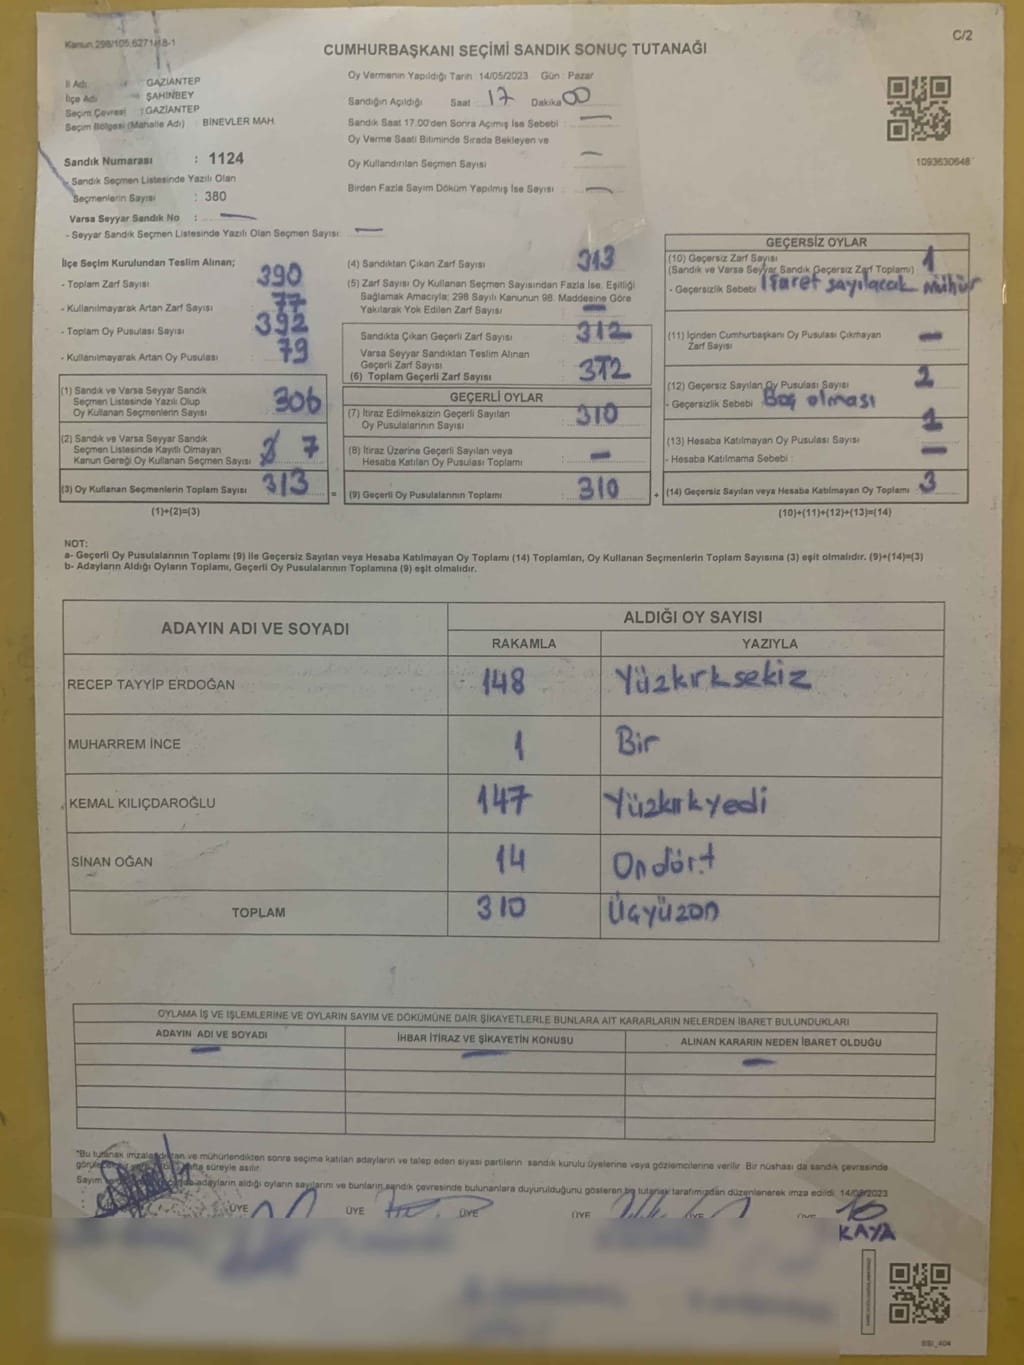 Kanun 298/105,6271/18-1
C/2
CUMHURBAŞKANI SEÇİMİ SANDIK SONUÇ TUTANAĞI
İl Adı : GAZİANTEP
İlçe Adı : ŞAHİNBEY
Seçim Çevresi : GAZİANTEP
Seçim Bölgesi (Mahalle Adı) : BİNEVLER MAH.
Sandık Numarası : 1124
- Sandık Seçmen Listesinde Yazılı Olan
Seçmenlerin Sayısı : 380
Varsa Seyyar Sandık No : —
- Seyyar Sandık Seçmen Listesinde Yazılı Olan Seçmen Sayısı: —
Oy Vermenin Yapıldığı Tarih :14/05/2023 Gün : Pazar
Sandığın Açıldığı Saat : 17 Dakika 00
Sandık Saat 17:00'den Sonra Açımış İse Sebebi : —
Oy Verme Saati Bitiminde Sırada Bekleyen ve
Oy Kullandırılan Seçmen Sayısı : —
Birden Fazla Sayım Döküm Yapılmış İse Sayısı : —
1093630648
İlçe Seçim Kurulundan Teslim Alınan;
- Toplam Zarf Sayısı : 390
- Kullanılmayarak Artan Zarf Sayısı : 77
- Toplam Oy Pusulası Sayısı : 392
- Kullanılmayarak Artan Oy Pusulası : 79
(1) Sandık ve Varsa Seyyar Sandık
Seçmen Listesinde Yazılı Olup
Oy Kullanan Seçmenlerin Sayısı : 306
(2) Sandık ve Varsa Seyyar Sandık
Seçmen Listesinde Kayıtlı Olmayan
Kanun Gereği Oy Kullanan Seçmen Sayısı : 7
(3) Oy Kullanan Seçmenlerin Toplam Sayısı : 313
(1)+(2)=(3)
(4) Sandıktan Çıkan Zarf Sayısı : 313
(5) Zarf Sayısı Oy Kullanan Seçmen Sayısından Fazla İse, Eşitliği
Sağlamak Amacıyla; 298 Sayılı Kanunun 98. Maddesine Göre
Yakılarak Yok Edilen Zarf Sayısı : —
Sandıkta Çıkan Geçerli Zarf Sayısı : 312
Varsa Seyyar Sandıktan Teslim Alınan
Geçerli Zarf Sayısı :
(6) Toplam Geçerli Zarf Sayısı 312
GEÇERLİ OYLAR
(7) İtiraz Edilmeksizin Geçerli Sayılan
Oy Pusulalarının Sayısı : 310
(8) İtiraz Üzerine Geçerli Sayılan veya
Hesaba Katılan Oy Pusulası Toplamı : —
(9) Geçerli Oy Pusulalarının Toplamı : 310
GEÇERSİZ OYLAR
(10) Geçersiz Zarf Sayısı 1
(Sandık ve Varsa Seyyar Sandık Geçersiz Zarf Toplamı)
- Geçersizlik Sebebi : İşaret sayılacak mühür
(11) İçinden Cumhurbaşkanı Oy Pusulası Çıkmayan
Zarf Sayısı —
(12) Geçersiz Sayılan Oy Pusulası Sayısı 2
- Geçersizlik Sebebi : Boş olması
(13) Hesaba Katılmayan Oy Pusulası Sayısı
- Hesaba Katılmama Sebebi : —
(14) Geçersiz Sayılan veya Hesaba Katılmayan Oy Toplamı : 3
(10)+(11)+(12)+(13)=(14)
NOT:
a- Geçerli Oy Pusulalarının Toplamı (9) ile Geçersiz Sayılan veya Hesaba Katılmayan Oy Toplamı (14) Toplamları, Oy Kullanan Seçmenlerin Toplam Sayısına (3) eşit olmalıdır. (9)+(14)=(3)
b- Adayların Aldığı Oyların Toplamı, Geçerli Oy Pusulalarının Toplamına (9) eşit olmalıdır.
ADAYIN ADI VE SOYADI
ALDIĞI OY SAYISI
RAKAMLA YAZIYLA
RECEP TAYYİP ERDOĞAN 148 Yüzkırksekiz
MUHARREM İNCE 1 Bir
KEMAL KILIÇDAROĞLU 147 Yüzkırkyedi
SİNAN OĞAN 14 Ondört
TOPLAM 310 Üçyüzon
OYLAMA İŞ VE İŞLEMLERİNE VE OYLARIN SAYIM VE DÖKÜMÜNE DAİR ŞİKAYETLERLE BUNLARA AİT KARARLARIN NELERDEN İBARET BULUNDUKLARI
ADAYIN ADI VE SOYADI İHBAR İTİRAZ VE ŞİKAYETİN KONUSU ALINAN KARARIN NEDEN İBARET OLDUĞU
— — —
"Bu tutanak ve mühürlendikten sonra seçime katılan adayların ve talep eden siyasi partilerin sandık kurulu üyelerine veya gözlemcilerine verilir. Bir nüshası da sandık çevresinde
hafta süreyle asılır.
Sayım adayların aldığı oyların sayılarını ve bunların sandık çevresinde bulunanlara duyurulduğunu gösteren bu tutanak tarafımızdan düzenlenerek imza edildi. 14/05/2023
ÜYE ÜYE ÜYE ÜYE ÜYE
KAYA